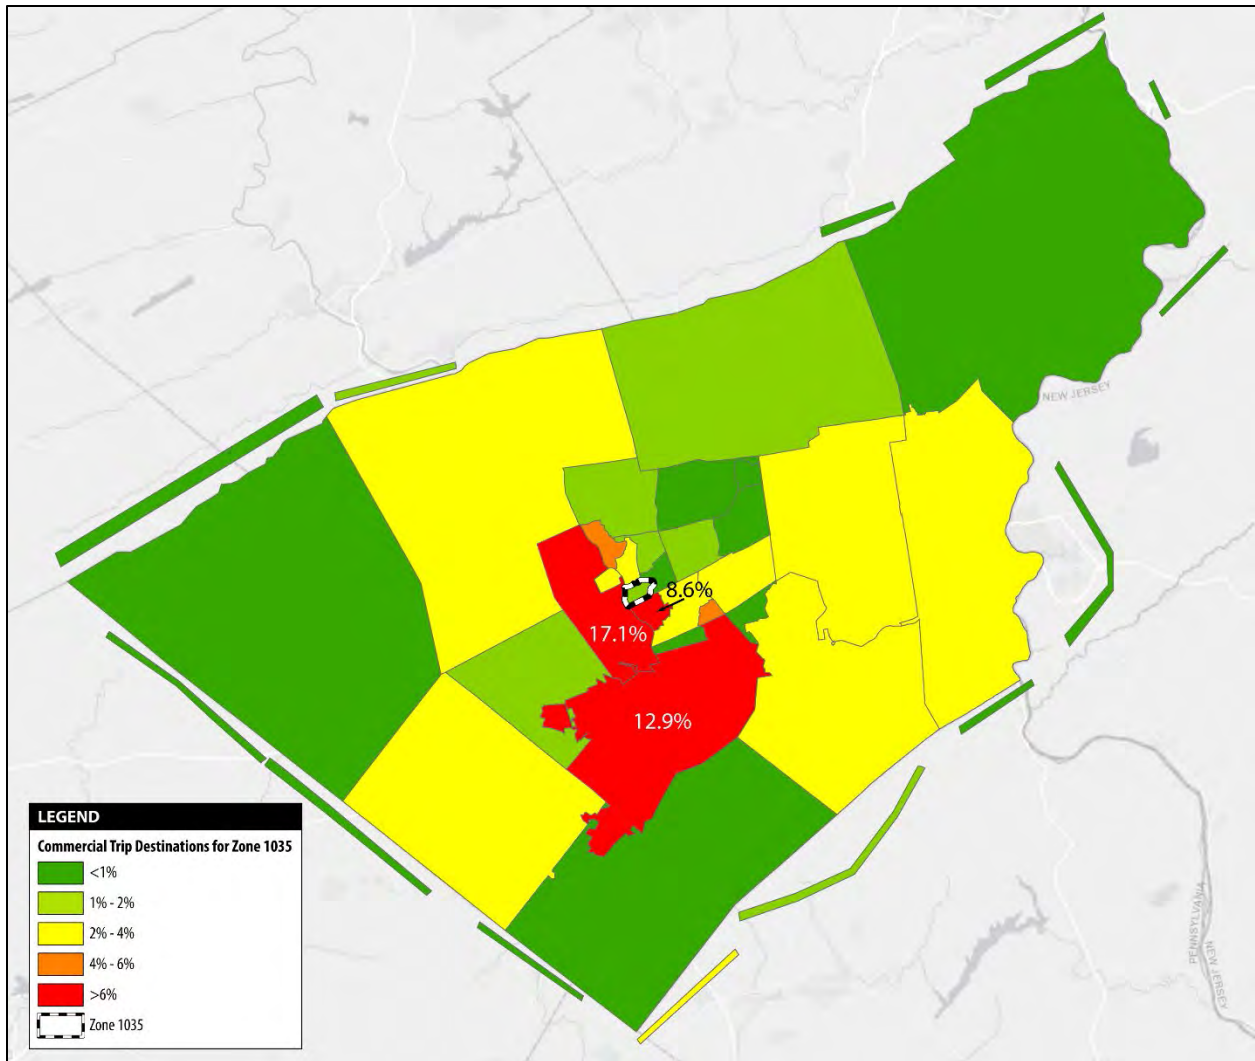 NEW JERSEY
8.6%
17.1%
12.9%
LEGEND
Commercial Trip Destinations for Zone 1035
<1%
1% - 2%
2% - 4%
4% - 6%
>6%
Zone 1035
PENNSYLVANIA
NEW JERSEY